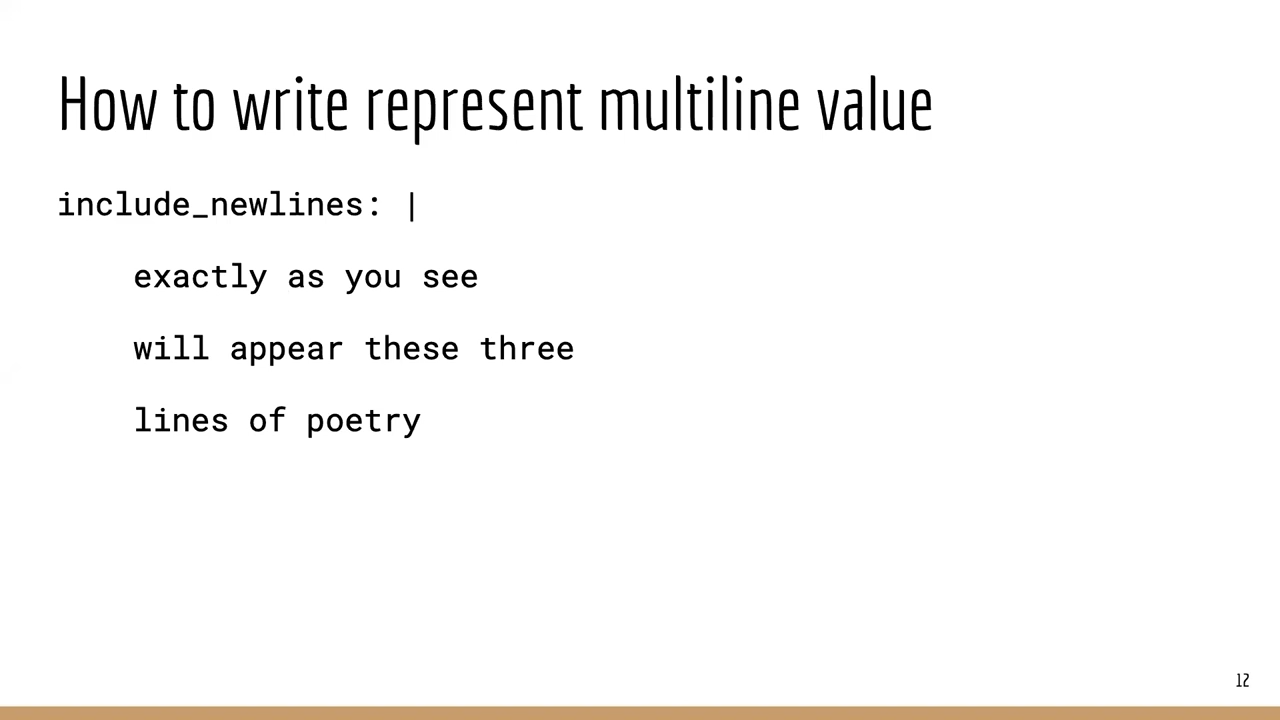 How to write represent multiline value
include_newlines: |
exactly as you see
will appear these three
lines of poetry
12